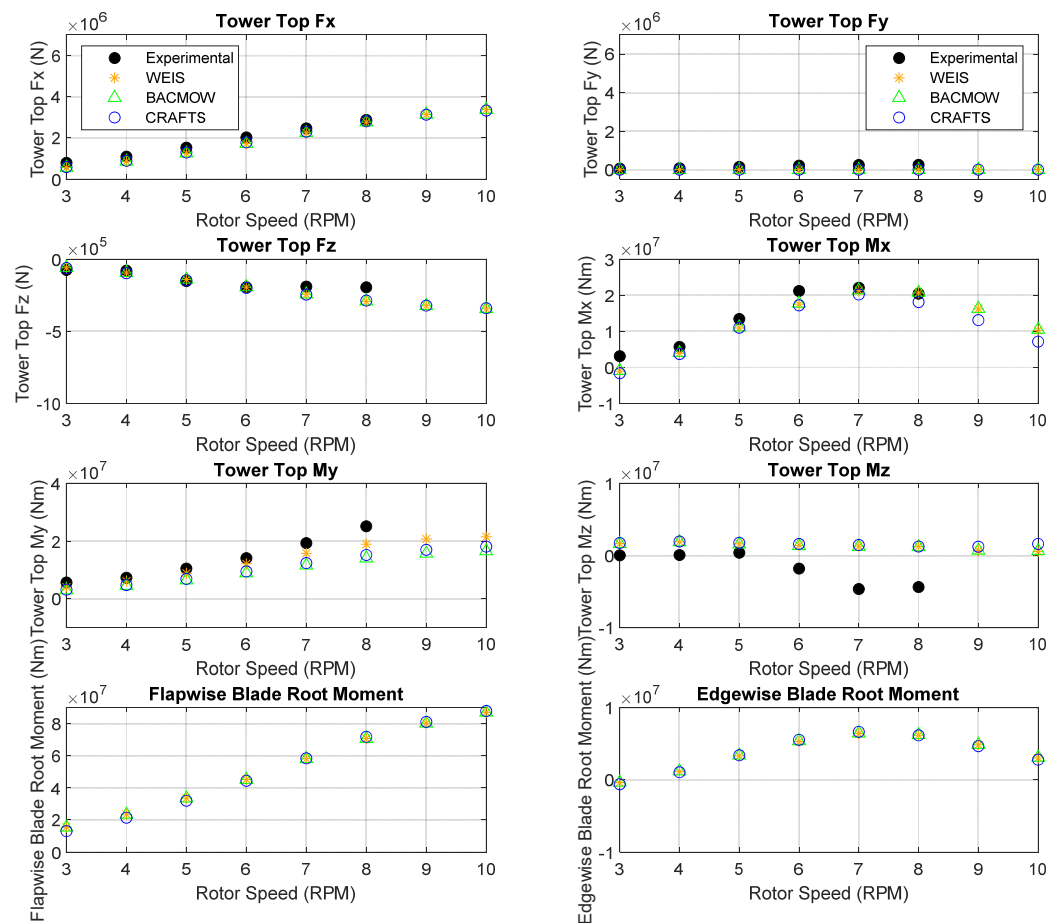 Tower Top Fx
×10^6
6
4
2
0
Tower Top Fx (N)
Experimental
WEIS
BACMOW
CRAFTS
3 4 5 6 7 8 9 10
Rotor Speed (RPM)
Tower Top Fy
×10^6
6
4
2
0
Tower Top Fy (N)
Experimental
WEIS
BACMOW
CRAFTS
3 4 5 6 7 8 9 10
Rotor Speed (RPM)
Tower Top Fz
×10^5
0
-5
-10
Tower Top Fz (N)
3 4 5 6 7 8 9 10
Rotor Speed (RPM)
Tower Top Mx
×10^7
3
2
1
0
-1
Tower Top Mx (Nm)
3 4 5 6 7 8 9 10
Rotor Speed (RPM)
Tower Top My
×10^7
4
2
0
Tower Top My (Nm)
3 4 5 6 7 8 9 10
Rotor Speed (RPM)
Tower Top Mz
×10^7
1
0
-1
Tower Top Mz (Nm)
3 4 5 6 7 8 9 10
Rotor Speed (RPM)
Flapwise Blade Root Moment
×10^7
8
6
4
2
0
Flapwise Blade Root Moment (Nm)
3 4 5 6 7 8 9 10
Rotor Speed (RPM)
Edgewise Blade Root Moment
×10^7
1
0
-1
Edgewise Blade Root Moment (Nm)
3 4 5 6 7 8 9 10
Rotor Speed (RPM)